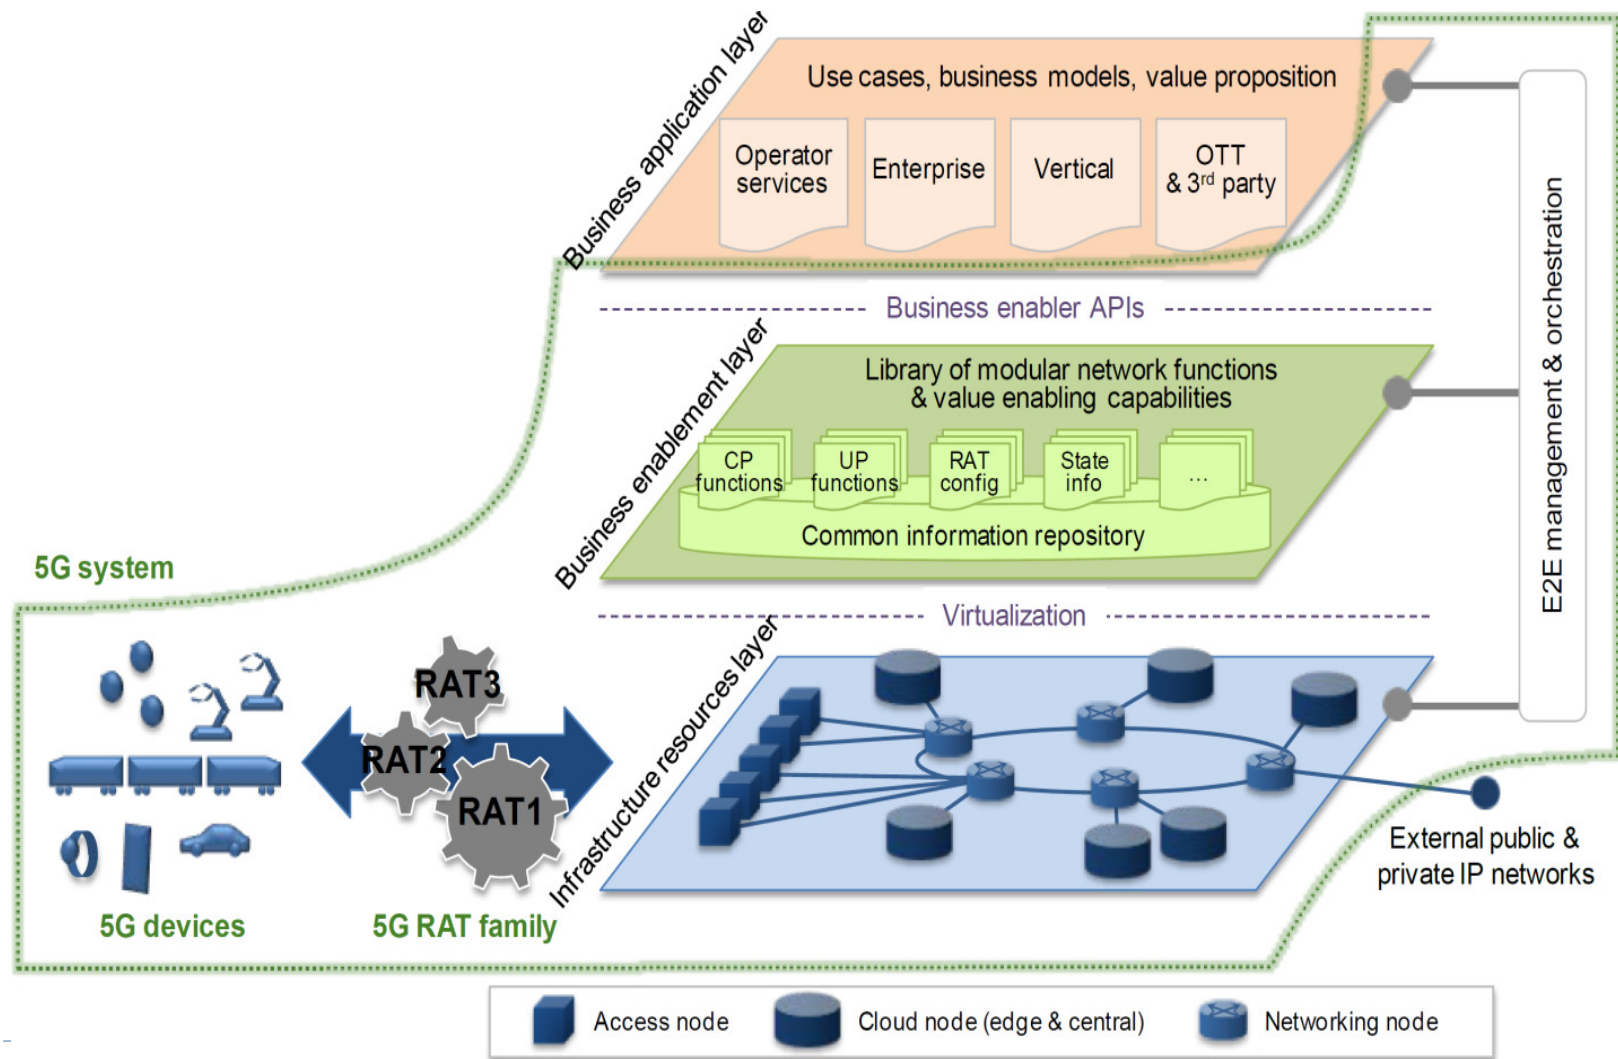 Business application layer
Use cases, business models, value proposition
Operator
services
Enterprise
Vertical
OTT
& 3rd party
Business enabler APIs
Business enablement layer
Library of modular network functions
& value enabling capabilities
CP
functions
UP
functions
RAT
config
State
info
...
Common information repository
E2E management & orchestration
5G system
Virtualization
Infrastructure resources layer
RAT3
RAT2
RAT1
5G devices
5G RAT family
External public &
private IP networks
Access node
Cloud node (edge & central)
Networking node